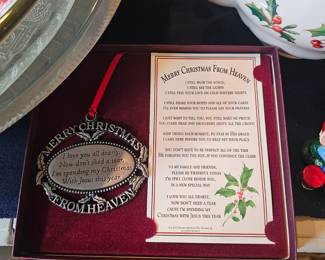 MERRY CHRISTMAS
I love you all dearly
Now don't shed a tear,
I'm spending my Christmas
With Jesus this year
FROM HEAVEN
MERRY CHRISTMAS FROM HEAVEN
I STILL HEAR THE SONGS,
I STILL SEE THE LIGHTS
I STILL FEEL YOUR LOVE ON COLD WINTERY NIGHTS
I STILL SHARE YOUR HOPES AND ALL OF YOUR CARES
I'LL EVEN REMIND YOU TO PLEASE SAY YOUR PRAYERS
I JUST WANT TO TELL YOU, YOU STILL MAKE ME PROUD
YOU STAND HEAD AND SHOULDERS ABOVE ALL THE CROWD
KEEP TRYING EACH MOMENT, TO STAY IN HIS GRACE
I CAME HERE BEFORE YOU TO HELP SET YOUR PLACE
YOU DON'T HAVE TO BE PERFECT ALL OF THE TIME
HE FORGIVES YOU THE SLIP, IF YOU CONTINUE THE CLIMB
TO MY FAMILY AND FRIENDS,
PLEASE BE THANKFUL TODAY
I'M STILL CLOSE BESIDE YOU,
IN A NEW SPECIAL WAY
I LOVE YOU ALL DEARLY,
NOW DON'T SHED A TEAR
CAUSE I'M SPENDING MY
CHRISTMAS WITH JESUS THIS YEAR